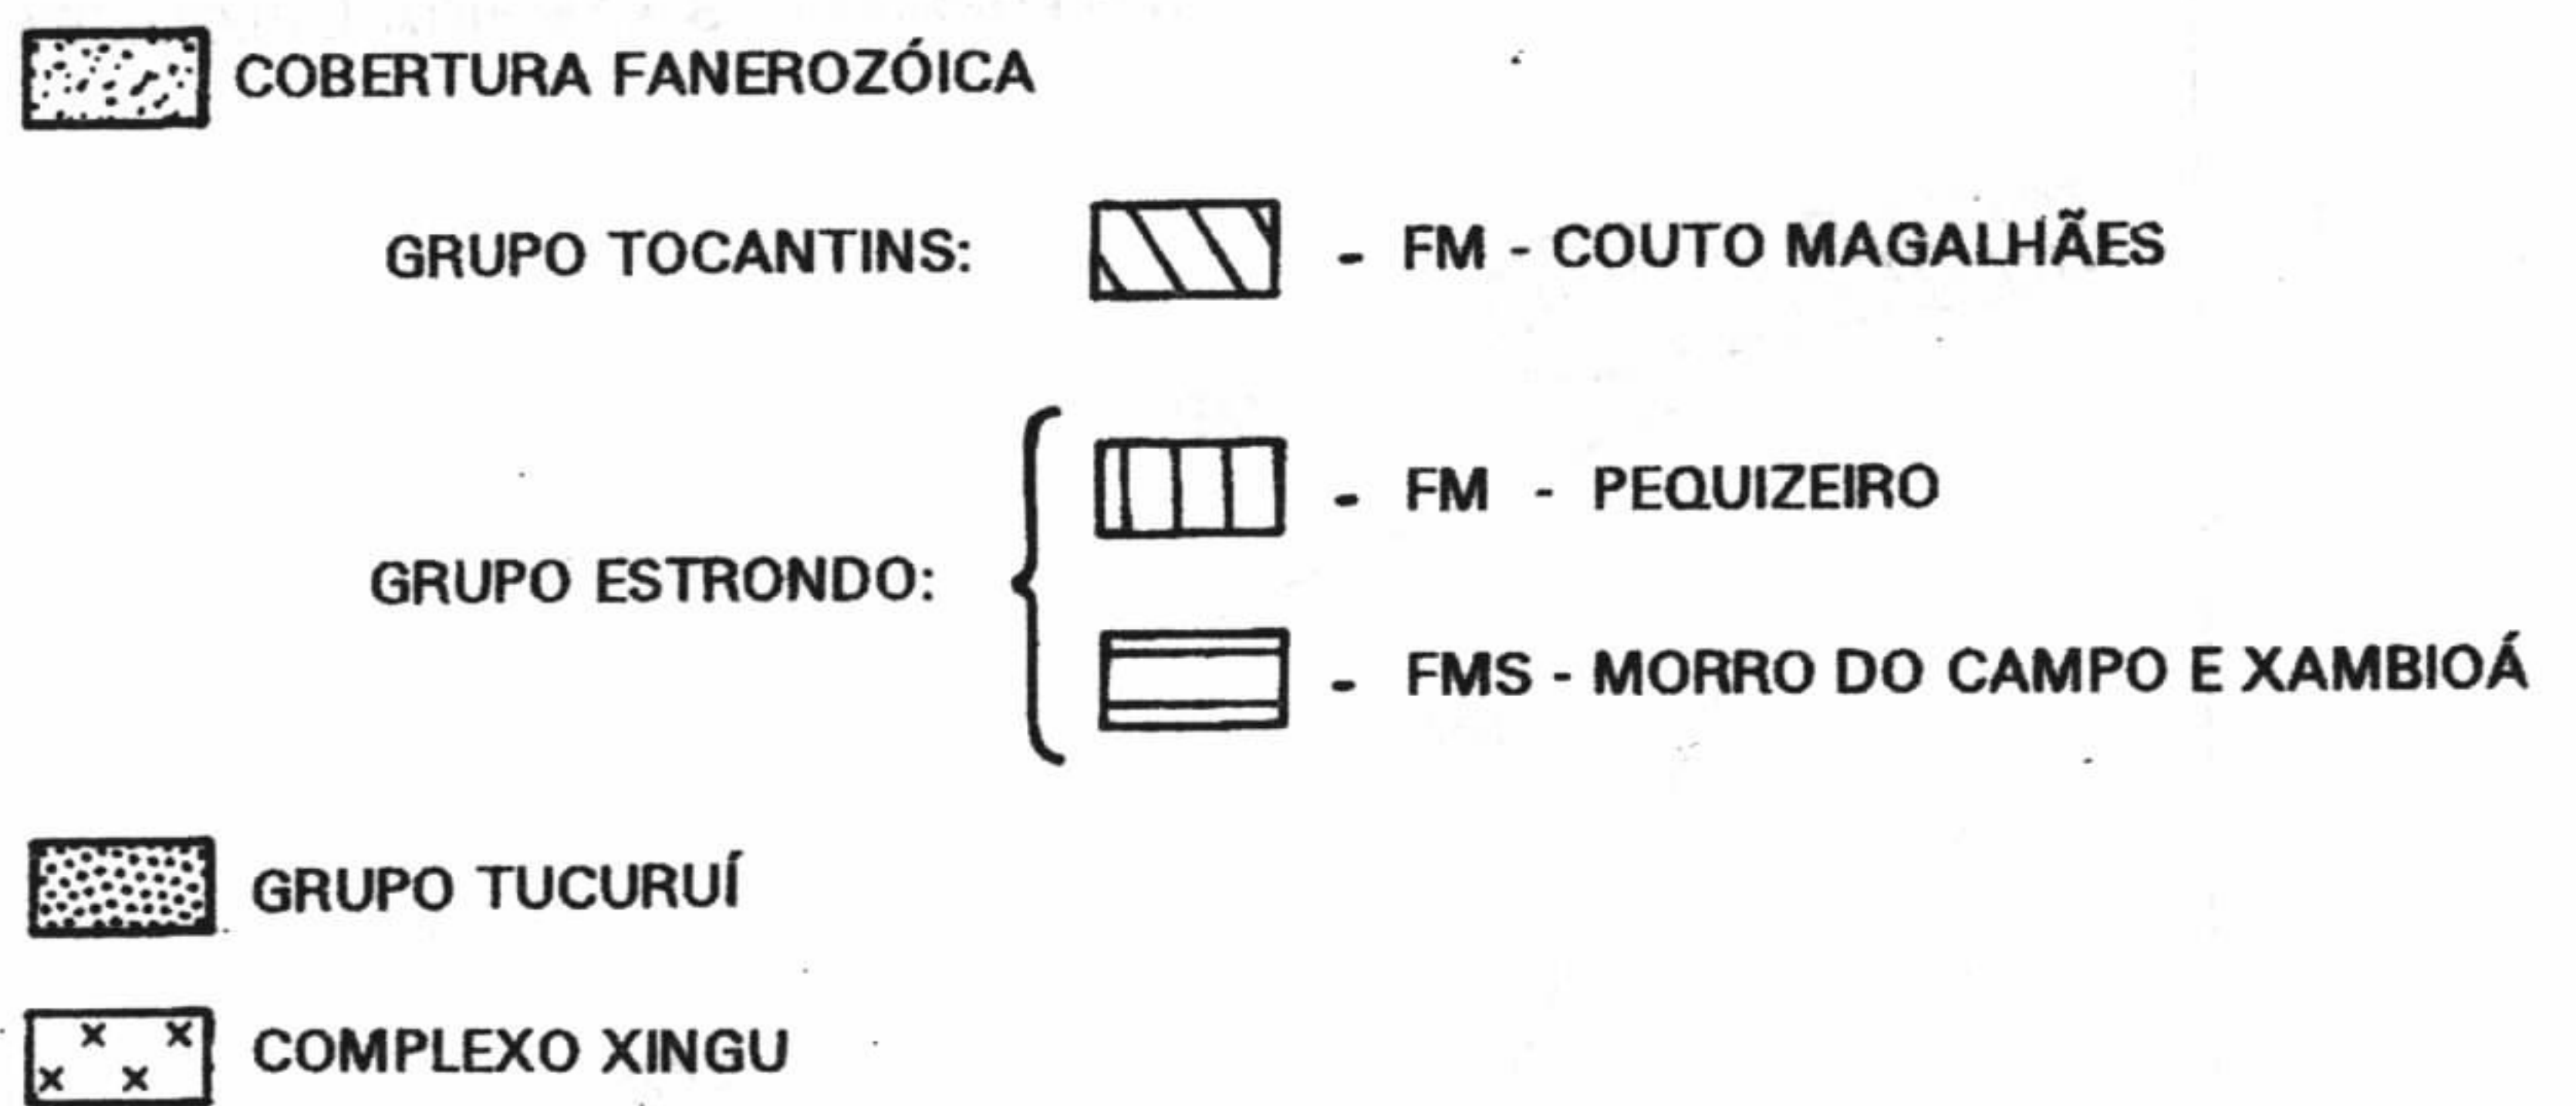 COBERTURA FANEROZÓICA
GRUPO TOCANTINS: - FM - COUTO MAGALHÃES
- FM - PEQUIZEIRO
GRUPO ESTRONDO:
- FMS - MORRO DO CAMPO E XAMBIOÁ
GRUPO TUCURUÍ
COMPLEXO XINGU